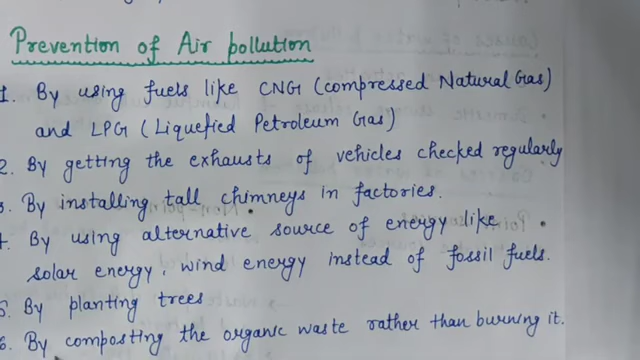 Prevention of Air pollution
1. By using fuels like CNG (compressed Natural Gas)
and LPG (Liquefied Petroleum Gas)
2. By getting the exhausts of vehicles checked regularly
3. By installing tall chimneys in factories.
4. By using alternative source of energy like
solar energy, wind energy instead of fossil fuels.
5. By planting trees
6. By composting the organic waste rather than burning it.